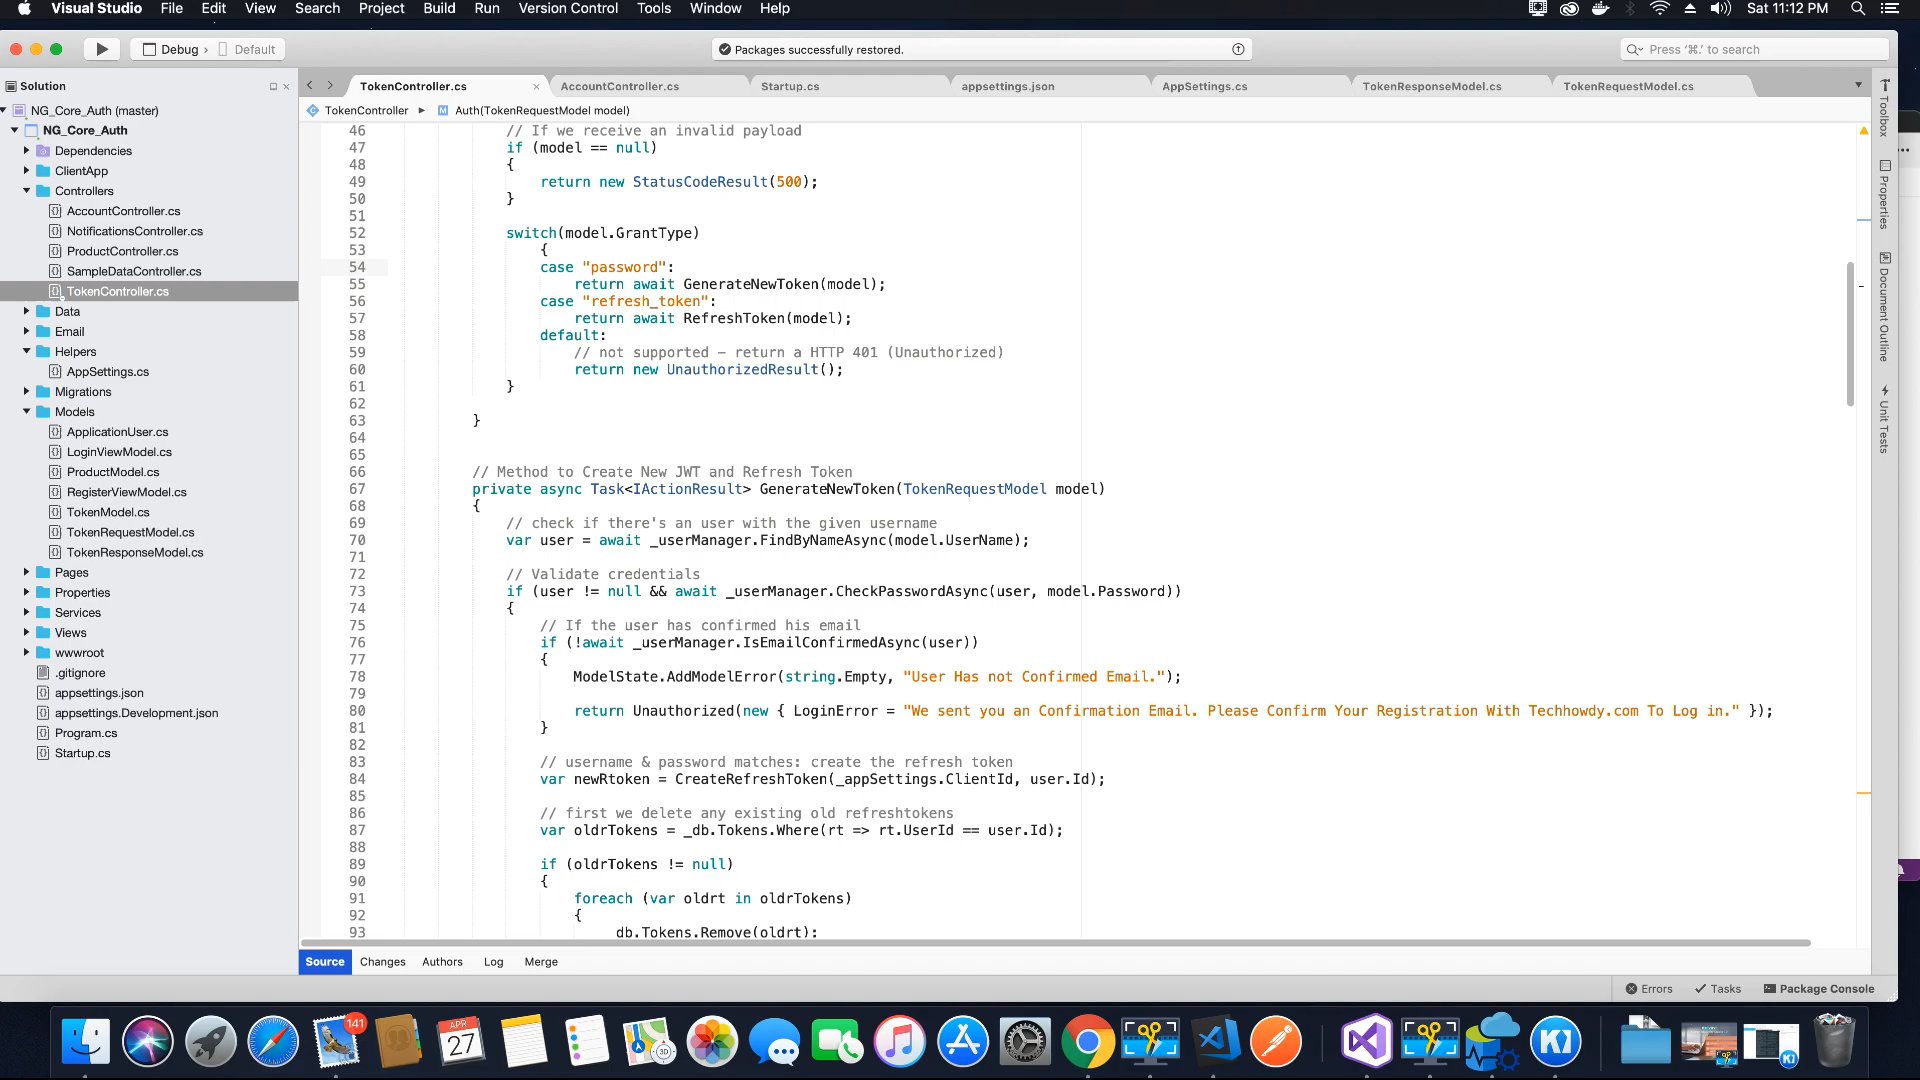 Visual Studio File Edit View Search Project Build Run Version Control Tools Window Help Sat 11:12 PM
Debug › Default
Packages successfully restored.
Press '⌘.' to search
Solution
NG_Core_Auth (master)
NG_Core_Auth
Dependencies
ClientApp
Controllers
AccountController.cs
NotificationsController.cs
ProductController.cs
SampleDataController.cs
TokenController.cs
Data
Email
Helpers
AppSettings.cs
Migrations
Models
ApplicationUser.cs
LoginViewModel.cs
ProductModel.cs
RegisterViewModel.cs
TokenModel.cs
TokenRequestModel.cs
TokenResponseModel.cs
Pages
Properties
Services
Views
wwwroot
.gitignore
appsettings.json
appsettings.Development.json
Program.cs
Startup.cs
TokenController.cs AccountController.cs Startup.cs appsettings.json AppSettings.cs TokenResponseModel.cs TokenRequestModel.cs
TokenController Auth(TokenRequestModel model)
46 // If we receive an invalid payload
47 if (model == null)
48 {
49 return new StatusCodeResult(500);
50 }
51
52 switch(model.GrantType)
53 {
54 case "password":
55 return await GenerateNewToken(model);
56 case "refresh_token":
57 return await RefreshToken(model);
58 default:
59 // not supported – return a HTTP 401 (Unauthorized)
60 return new UnauthorizedResult();
61 }
62
63 }
64
65
66 // Method to Create New JWT and Refresh Token
67 private async Task<IActionResult> GenerateNewToken(TokenRequestModel model)
68 {
69 // check if there's an user with the given username
70 var user = await _userManager.FindByNameAsync(model.UserName);
71
72 // Validate credentials
73 if (user != null && await _userManager.CheckPasswordAsync(user, model.Password))
74 {
75 // If the user has confirmed his email
76 if (!await _userManager.IsEmailConfirmedAsync(user))
77 {
78 ModelState.AddModelError(string.Empty, "User Has not Confirmed Email.");
79
80 return Unauthorized(new { LoginError = "We sent you an Confirmation Email. Please Confirm Your Registration With Techhowdy.com To Log in." });
81 }
82
83 // username & password matches: create the refresh token
84 var newRtoken = CreateRefreshToken(_appSettings.ClientId, user.Id);
85
86 // first we delete any existing old refreshtokens
87 var oldrTokens = _db.Tokens.Where(rt => rt.UserId == user.Id);
88
89 if (oldrTokens != null)
90 {
91 foreach (var oldrt in oldrTokens)
92 {
93 db.Tokens.Remove(oldrt);
Toolbox
Properties
Document Outline
Unit Tests
Source Changes Authors Log Merge
Errors Tasks Package Console
141
APR
27
3D